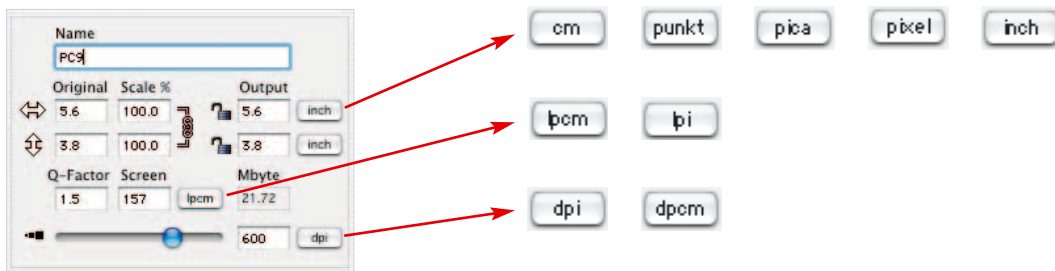 Name
PC9
Original Scale % Output
5.6 100.0 5.6 inch
3.8 100.0 3.8 inch
Q-Factor Screen Mbyte
1.5 157 lpcm 21.72
600 dpi
cm punkt pica pixel inch
lpcm lpi
dpi dpcm